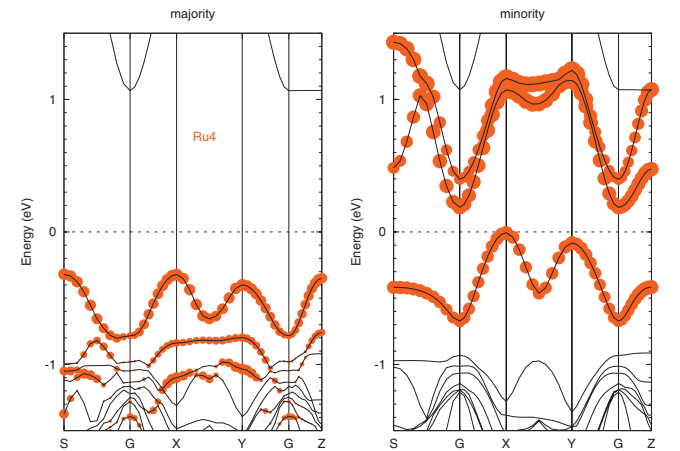 majority
minority
Energy (eV)
1
0
-1
Ru4
S G X Y G Z
Energy (eV)
1
0
-1
S G X Y G Z